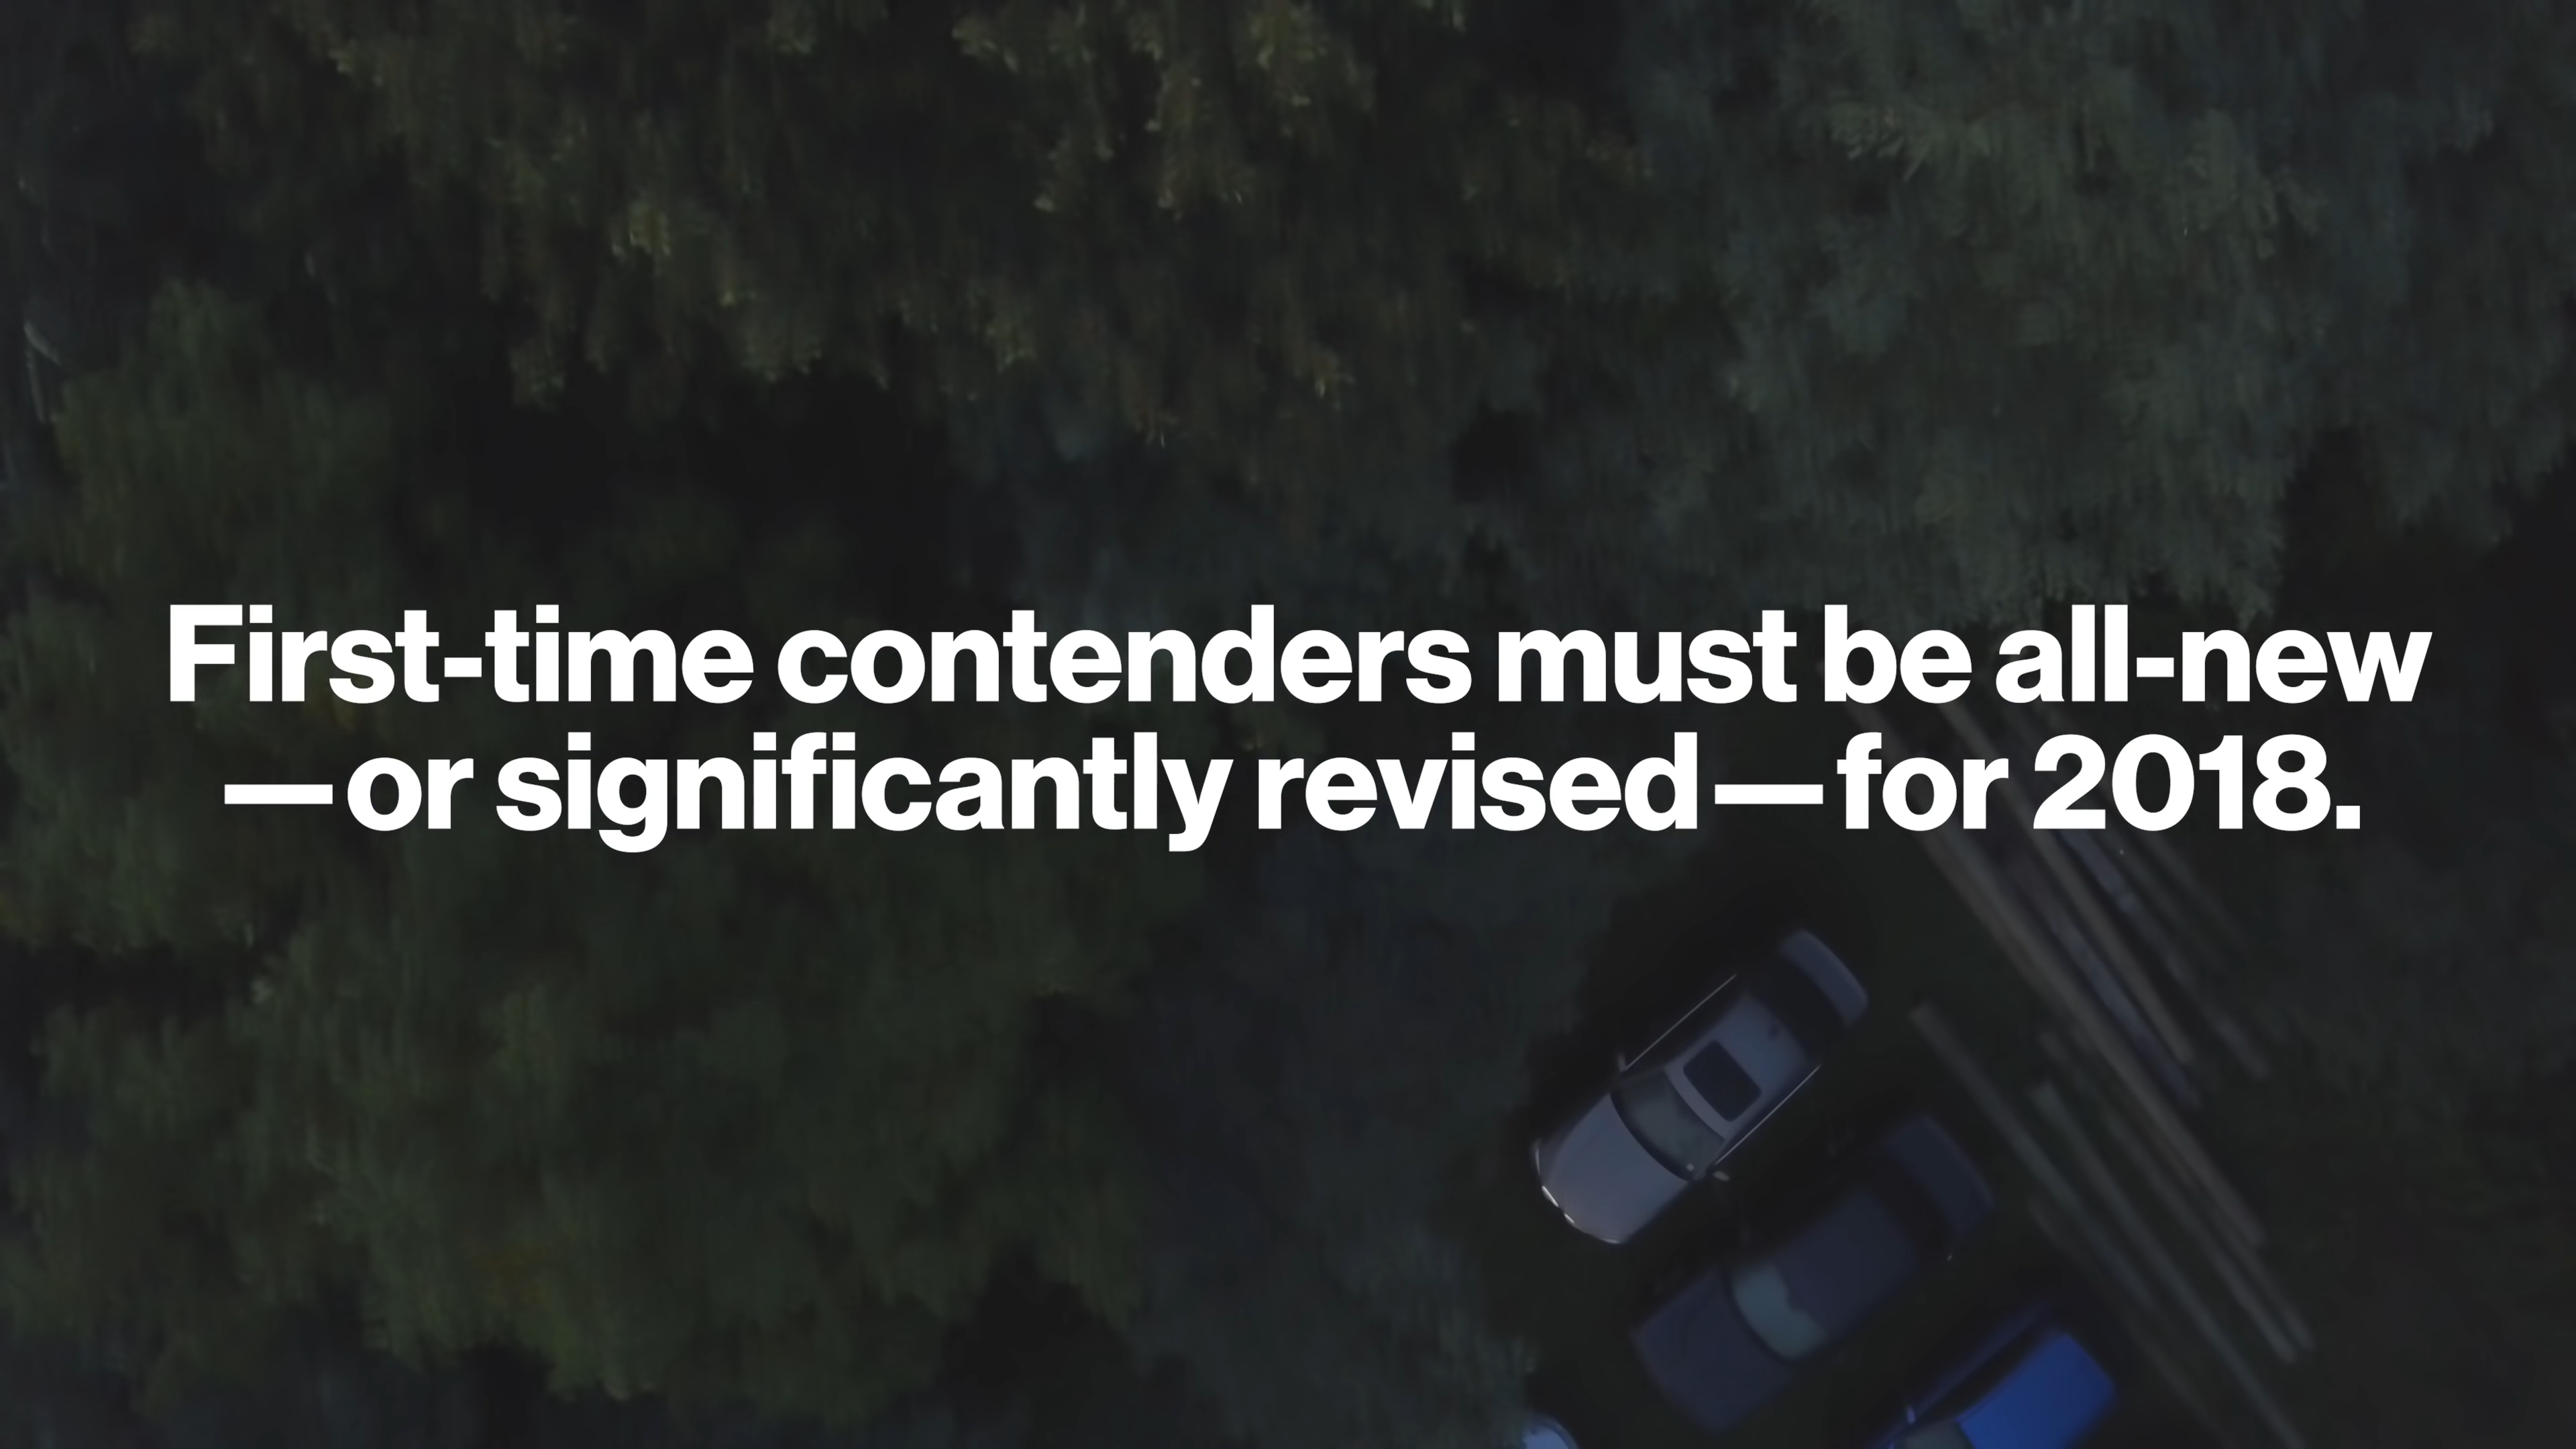 First-time contenders must be all-new
—or significantly revised—for 2018.